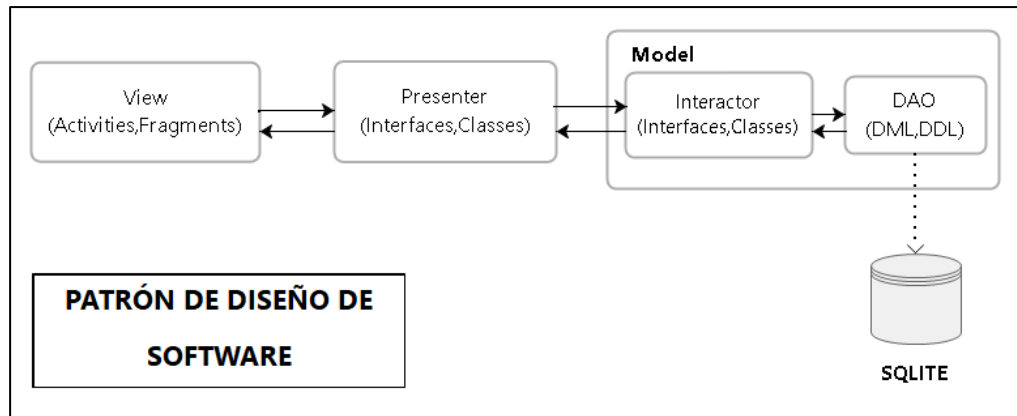 Model
View
(Activities,Fragments)
Presenter
(Interfaces,Classes)
Interactor
(Interfaces,Classes)
DAO
(DML,DDL)
PATRÓN DE DISEÑO DE
SOFTWARE
SQLITE